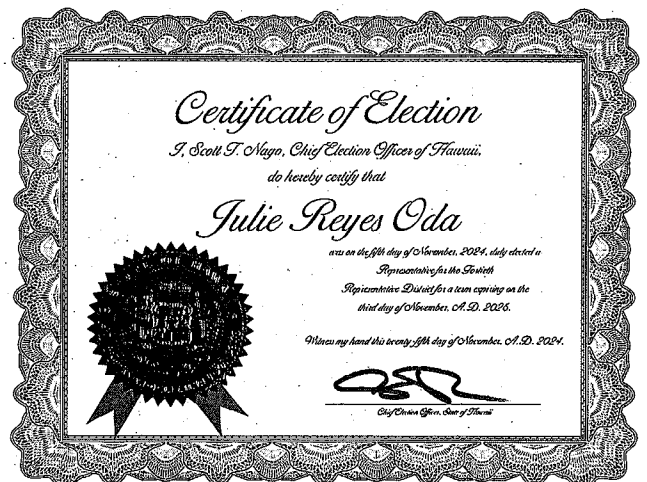 Certificate of Election
I, Scott T. Nago, Chief Election Officer of Hawaii,
do hereby certify that
Julie Reyes Oda
was on the fifth day of November, 2024, duly elected a
Representative for the Fortieth
Representative District for a term expiring on the
third day of November, A.D. 2026.
Witness my hand this twenty fifth day of November, A.D. 2024.
Chief Election Officer, State of Hawaii